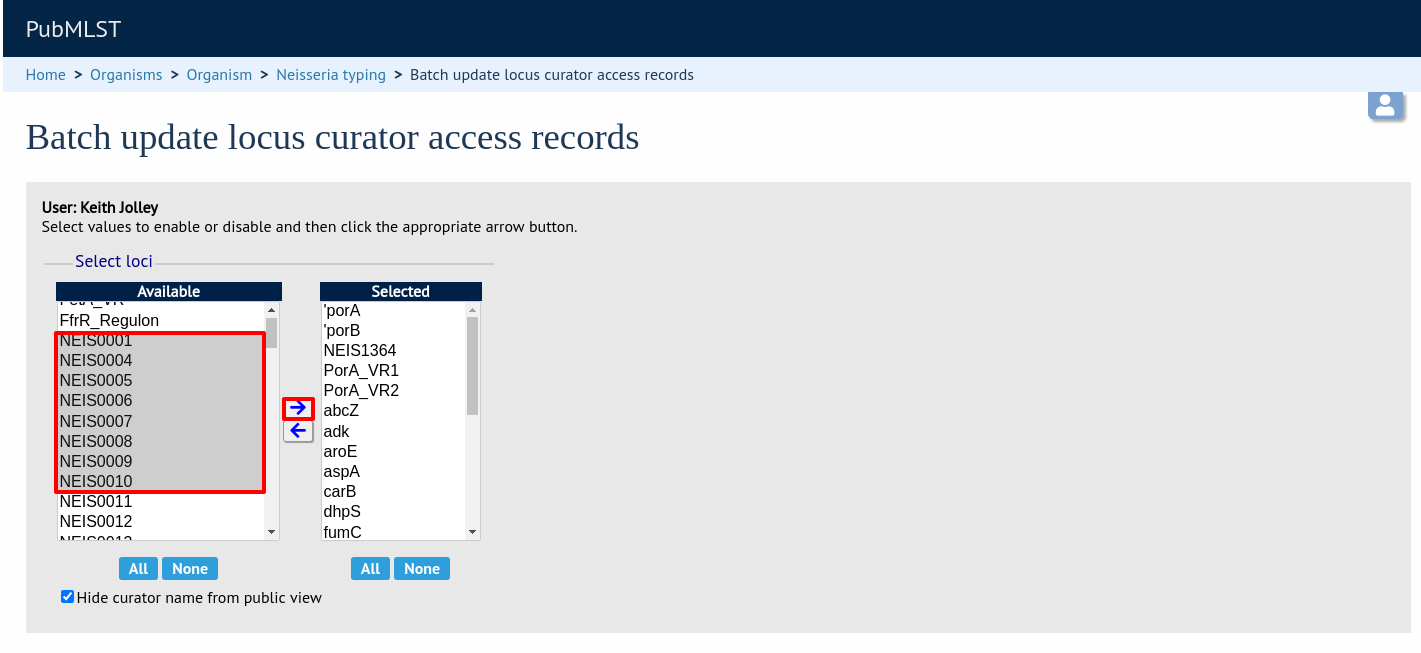 PubMLST
Home > Organisms > Organism > Neisseria typing > Batch update locus curator access records
Batch update locus curator access records
User: Keith Jolley
Select values to enable or disable and then click the appropriate arrow button.
Select loci
Available
FfrR_Regulon
NEIS0001
NEIS0004
NEIS0005
NEIS0006
NEIS0007
NEIS0008
NEIS0009
NEIS0010
NEIS0011
NEIS0012
Selected
'porA
'porB
NEIS1364
PorA_VR1
PorA_VR2
abcZ
adk
aroE
aspA
carB
dhpS
fumC
All None
All None
Hide curator name from public view